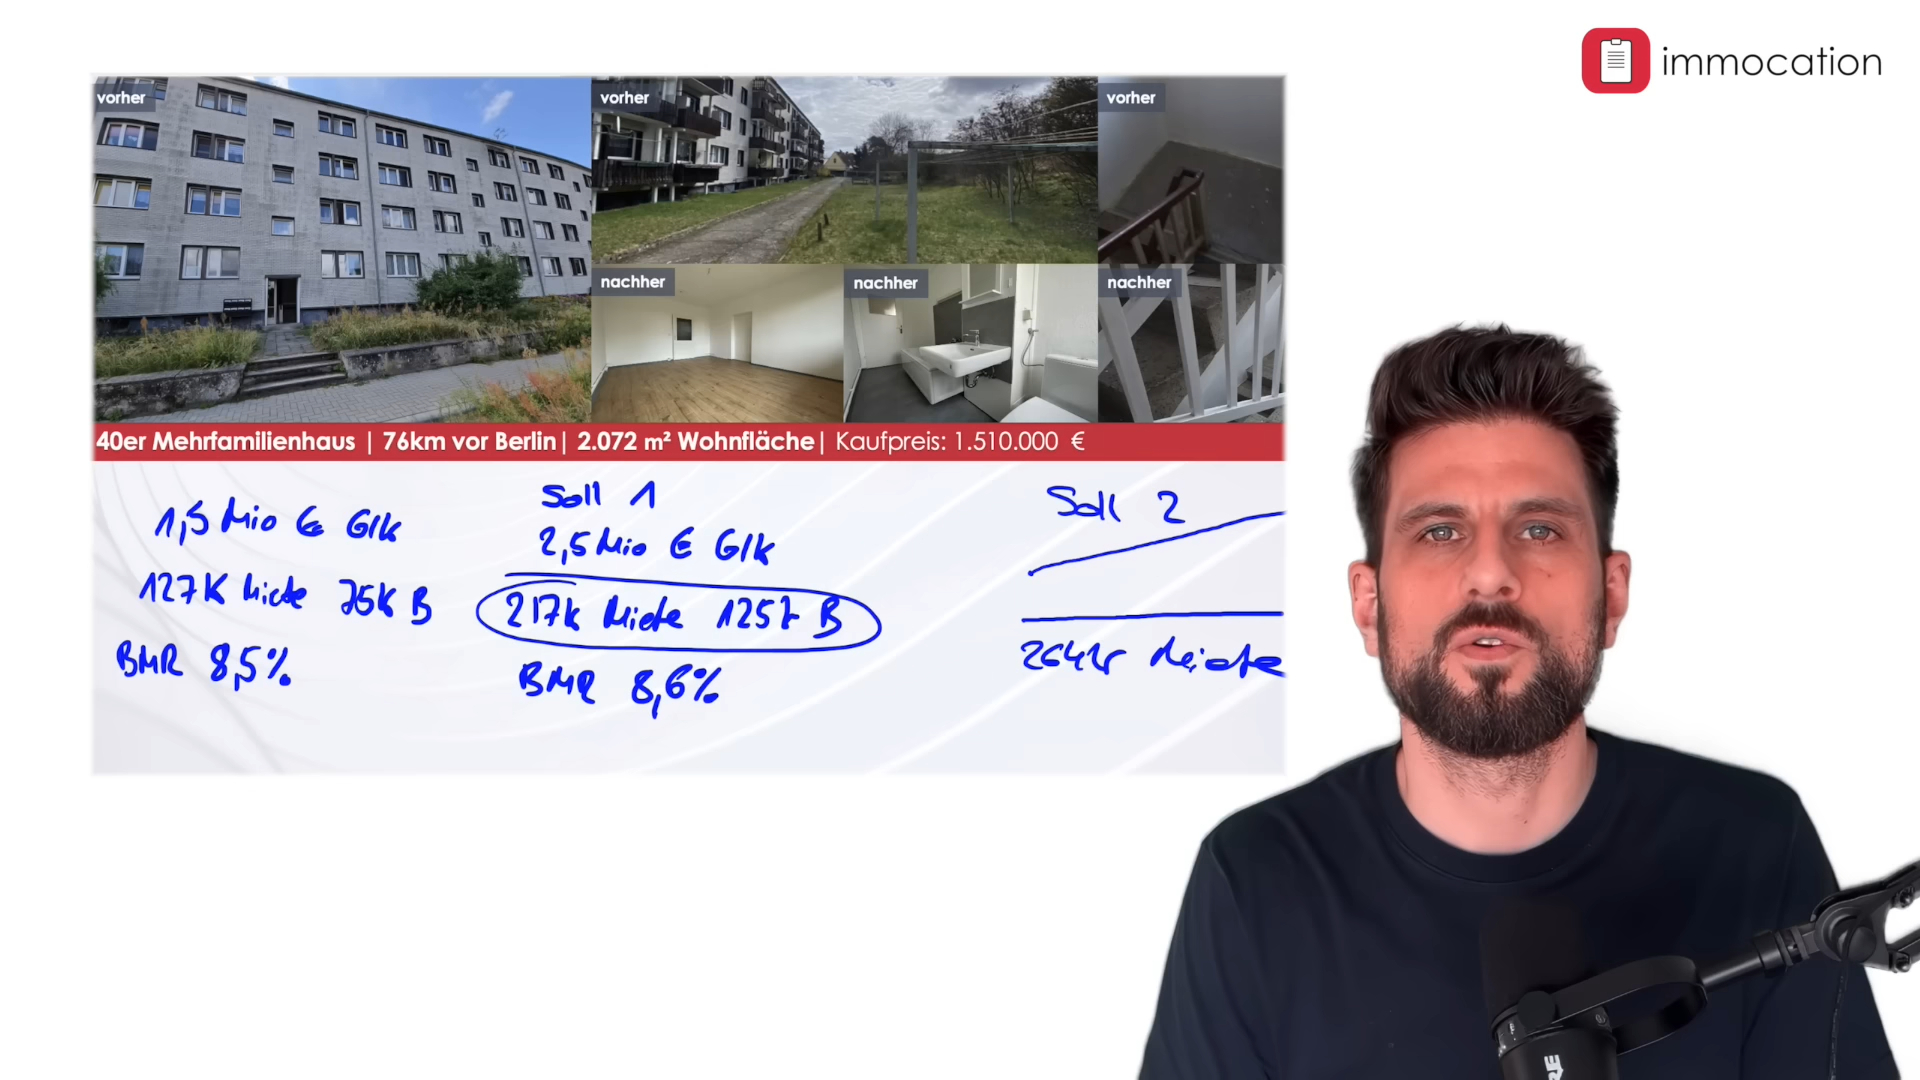 immocation
vorher
vorher
vorher
nachher
nachher
nachher
40er Mehrfamilienhaus | 76km vor Berlin | 2.072 m² Wohnfläche | Kaufpreis: 1.510.000 €
1,5 Mio € GIK
127K Miete 75K B
BMR 8,5%
Soll 1
2,5 Mio € GIK
217k Miete 125k B
BMR 8,6%
Soll 2
264k Miete